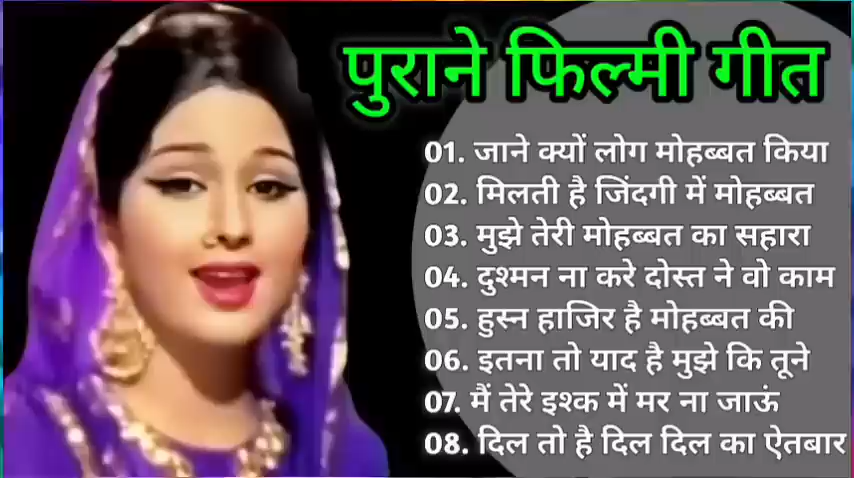 पुराने फिल्मी गीत
01. जाने क्यों लोग मोहब्बत किया
02. मिलती है जिंदगी में मोहब्बत
03. मुझे तेरी मोहब्बत का सहारा
04. दुश्मन ना करे दोस्त ने वो काम
05. हुस्न हाजिर है मोहब्बत की
06. इतना तो याद है मुझे कि तूने
07. मैं तेरे इश्क में मर ना जाऊं
08. दिल तो है दिल दिल का ऐतबार